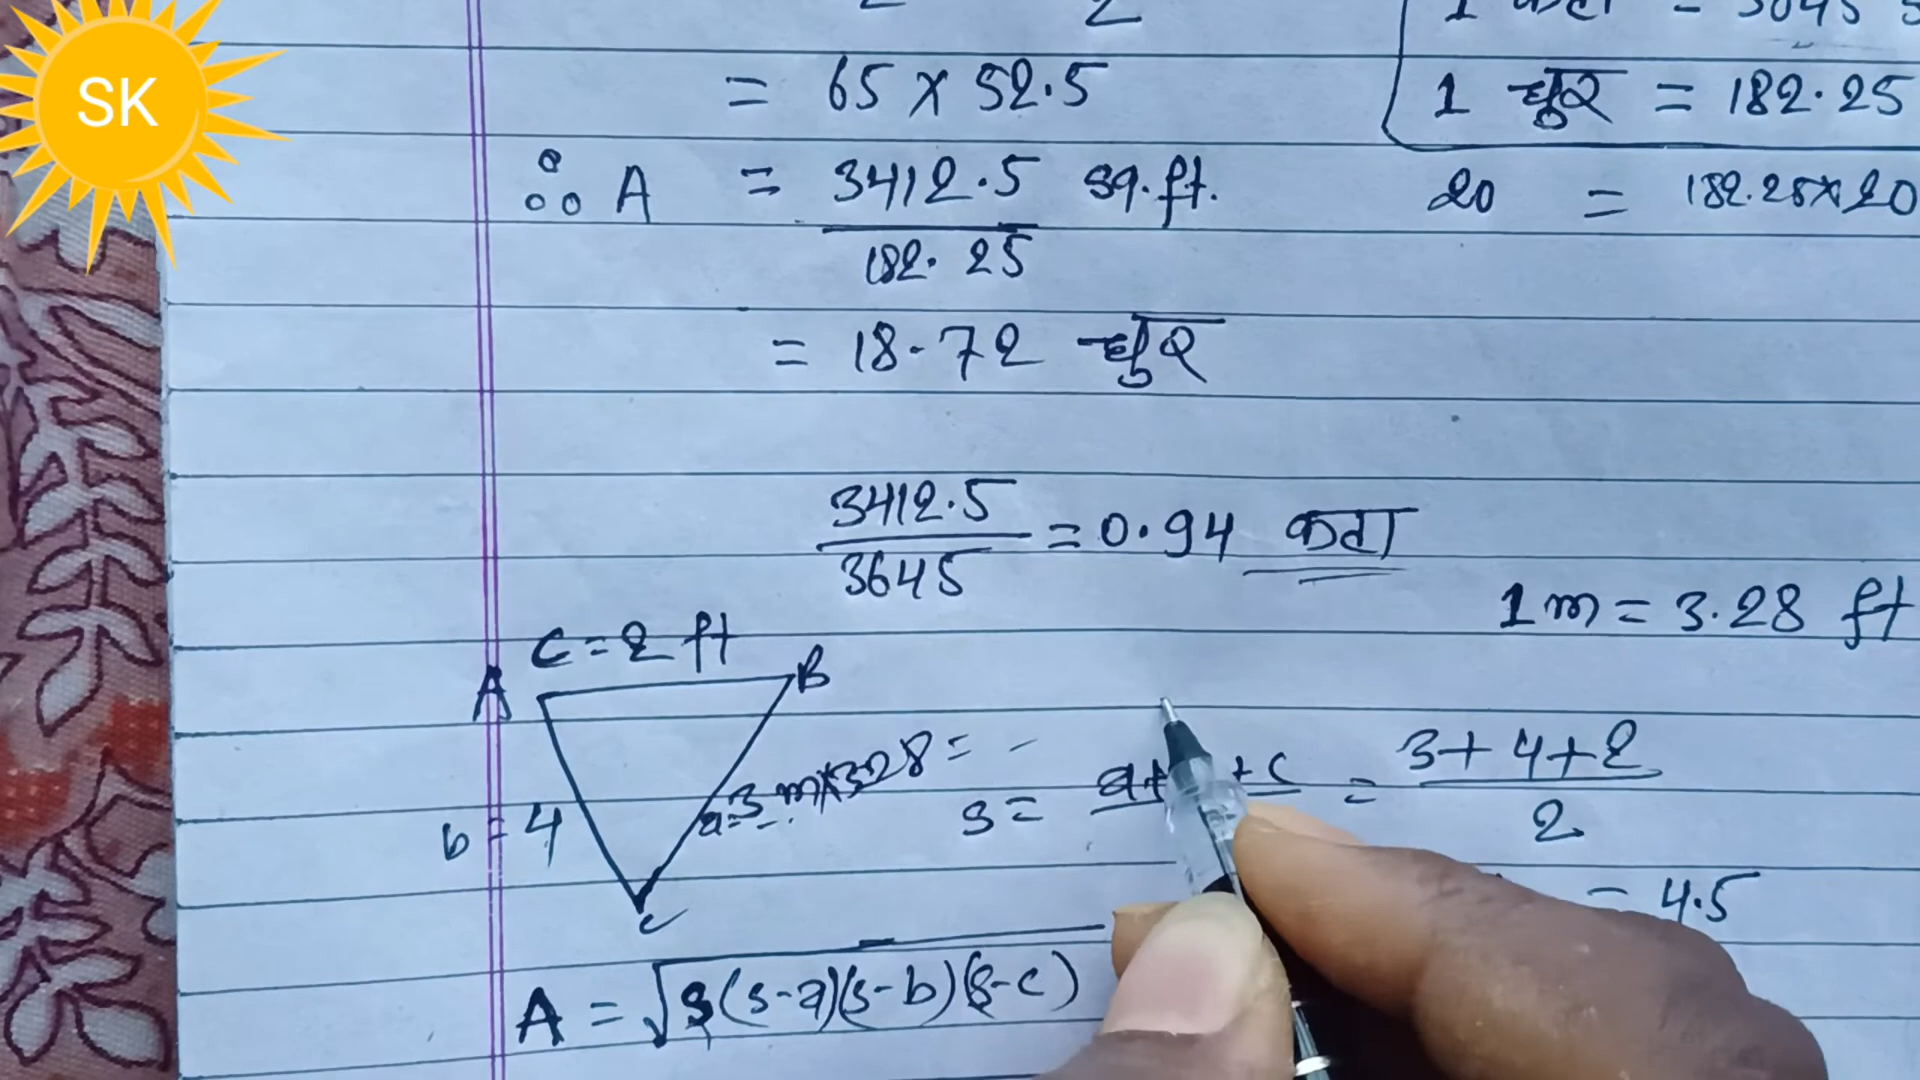 SK
= 65 × 52.5
1 धुर = 182.25
∴ A = 3412.5 sq.ft.
182.25
20 = 182.25×20
= 18.72 धुर
3412.5
3645
= 0.94 कठा
1 m = 3.28 ft
c = 2 ft
A
B
a=3 m×3.28 = -
b = 4
C
s = a+ +c = 3+4+2
2
= 4.5
A = √s(s-a)(s-b)(s-c)